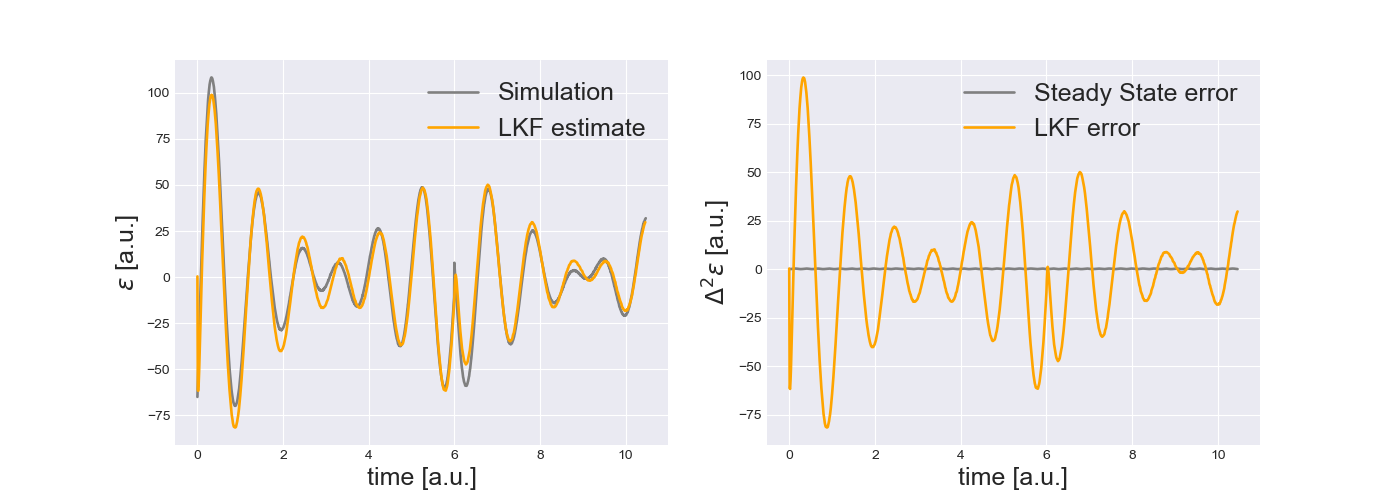 Simulation
LKF estimate
100
75
50
25
0
−25
−50
−75
ε [a.u.]
0 2 4 6 8 10
time [a.u.]
Steady State error
LKF error
100
75
50
25
0
−25
−50
−75
Δ² ε [a.u.]
0 2 4 6 8 10
time [a.u.]